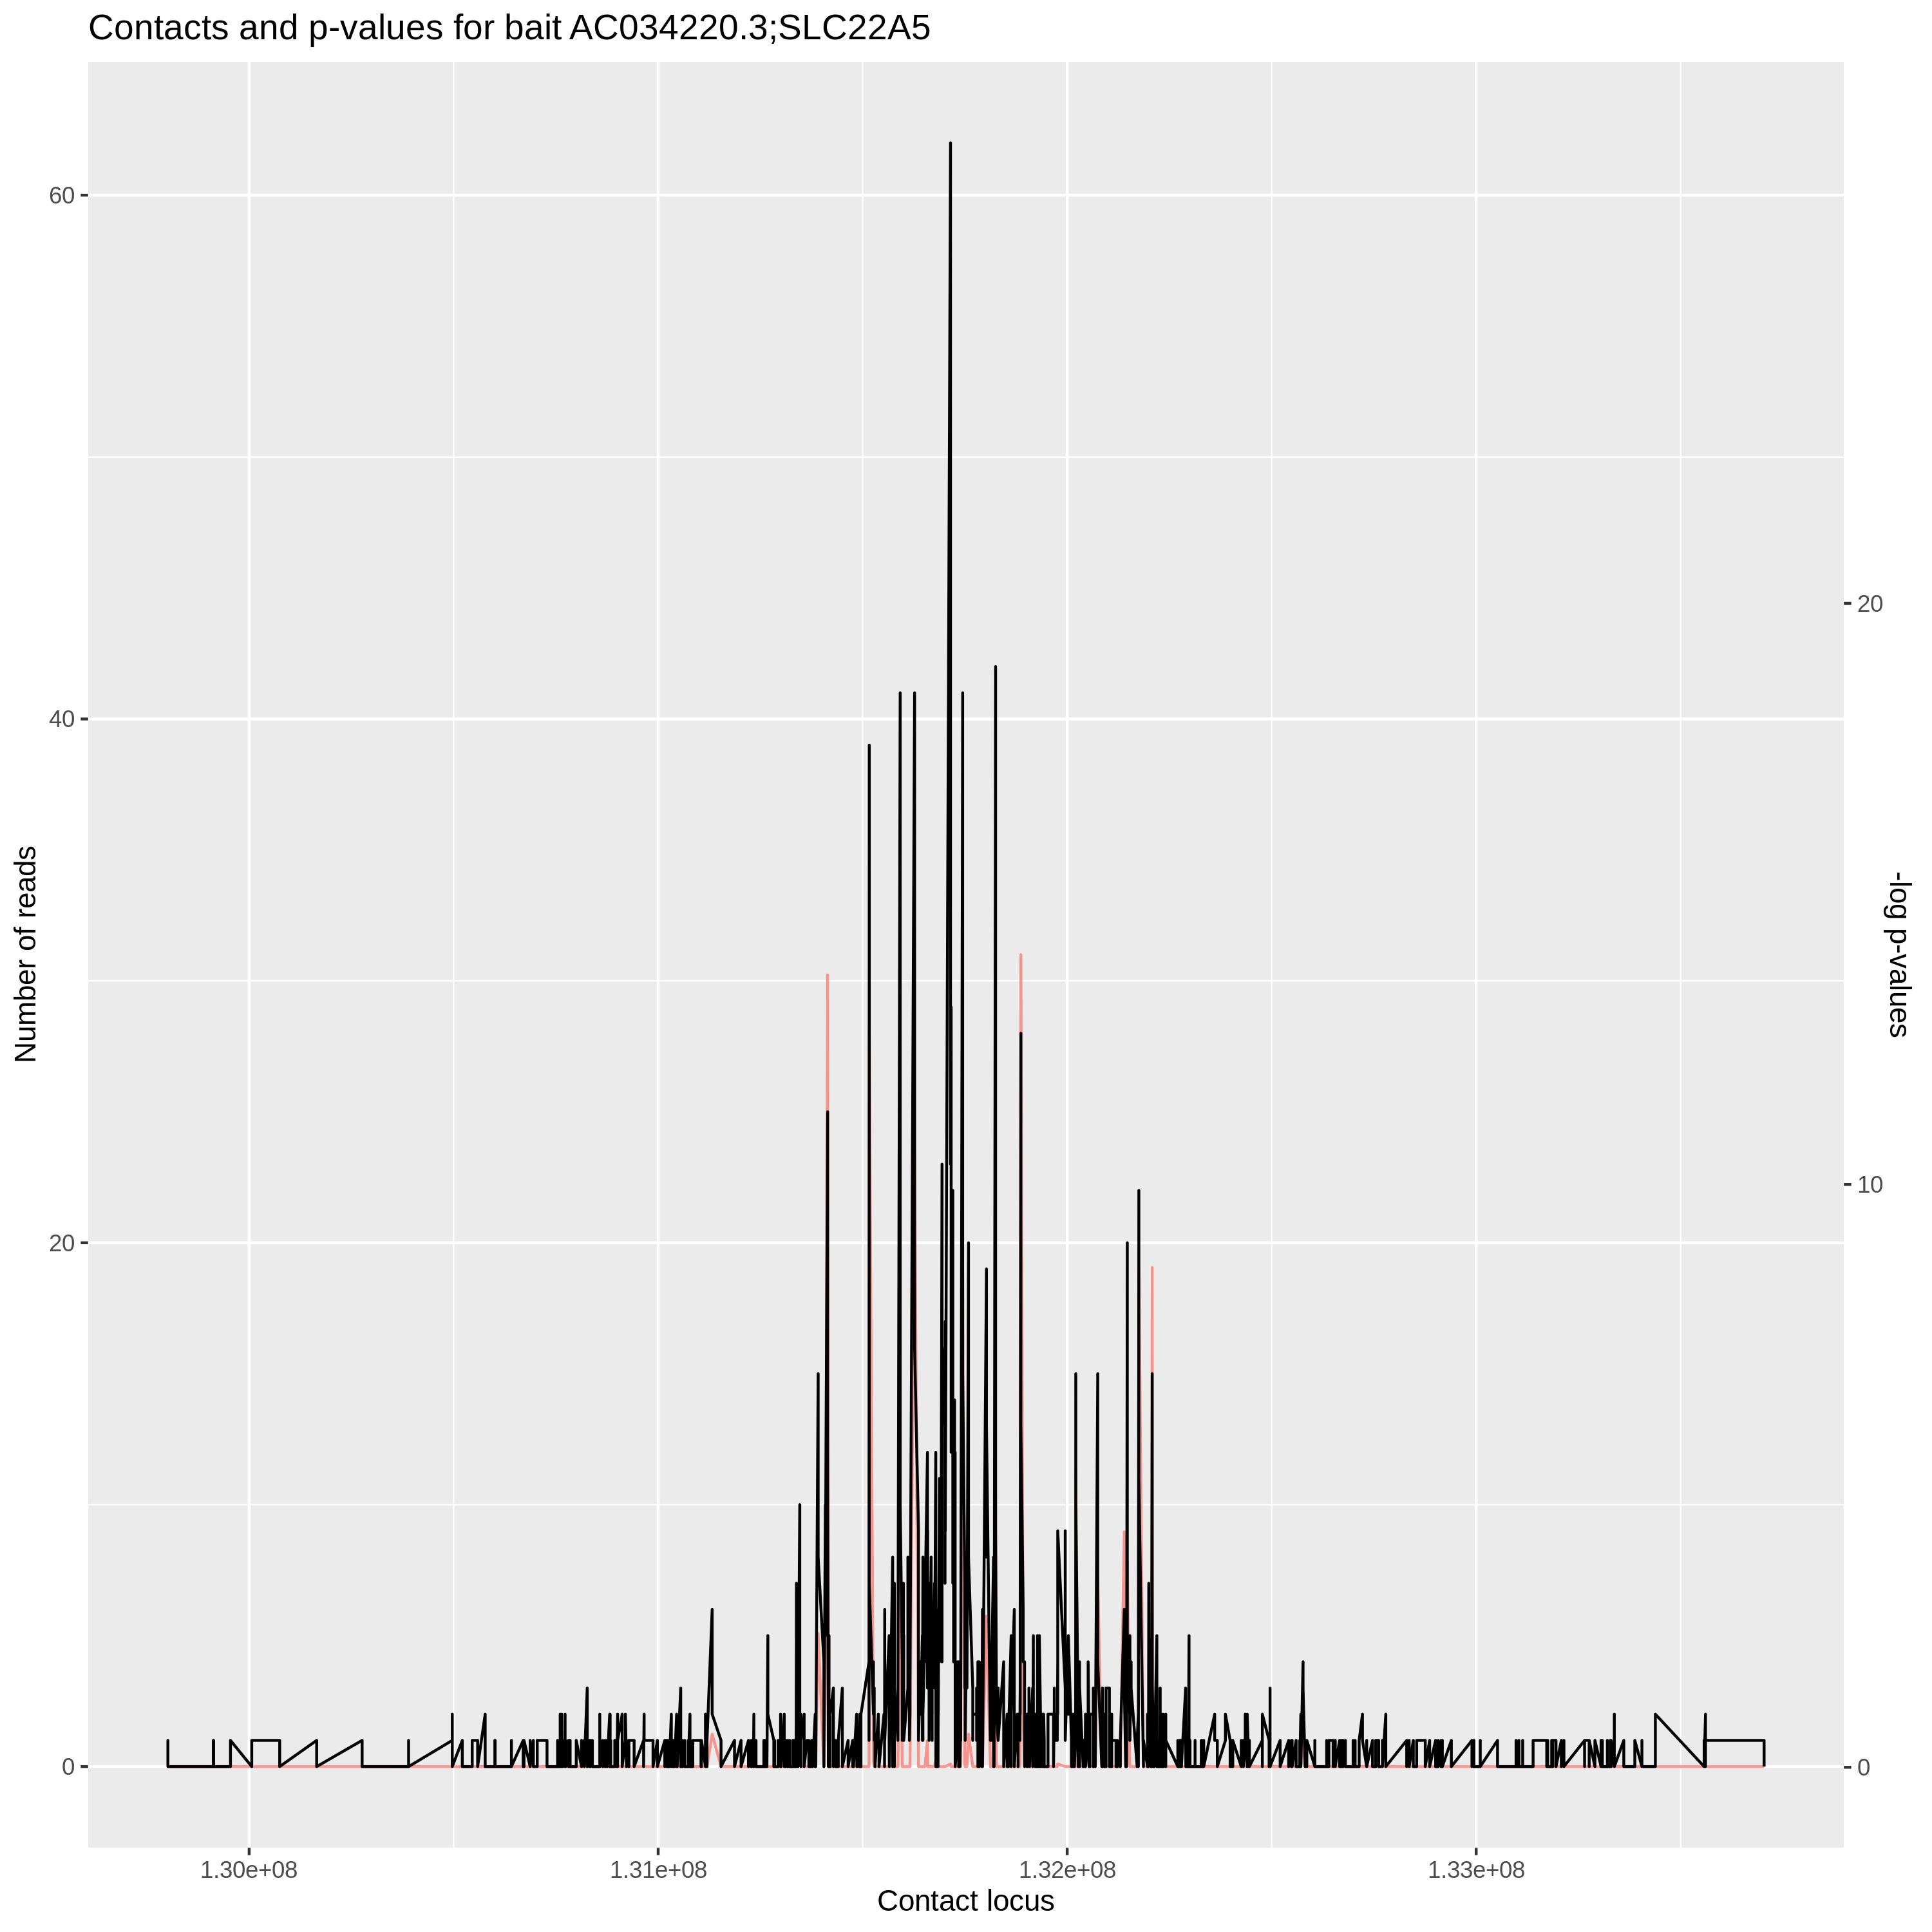 Contacts and p-values for bait AC034220.3;SLC22A5
60
40
20
0
Number of reads
20
10
0
-log p-values
1.30e+08
1.31e+08
1.32e+08
1.33e+08
Contact locus